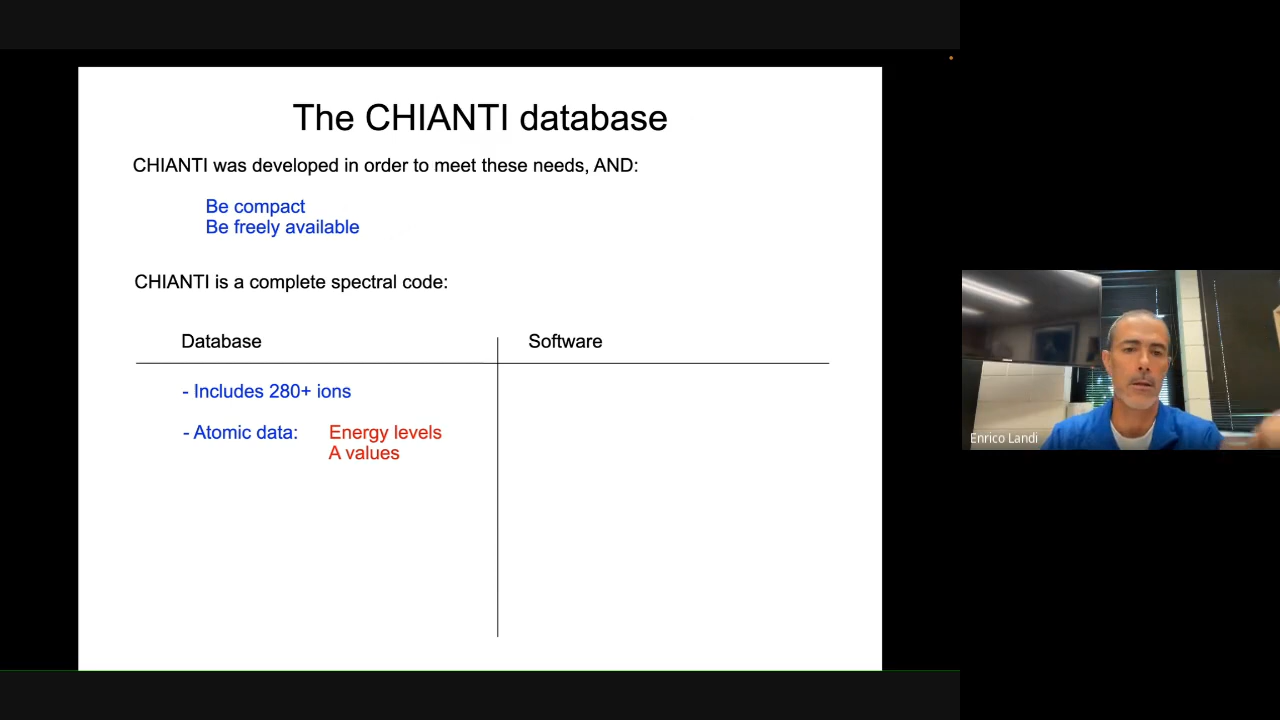 The CHIANTI database
CHIANTI was developed in order to meet these needs, AND:
Be compact
Be freely available
CHIANTI is a complete spectral code:
Database
Software
- Includes 280+ ions
- Atomic data: Energy levels
A values
Enrico Landi